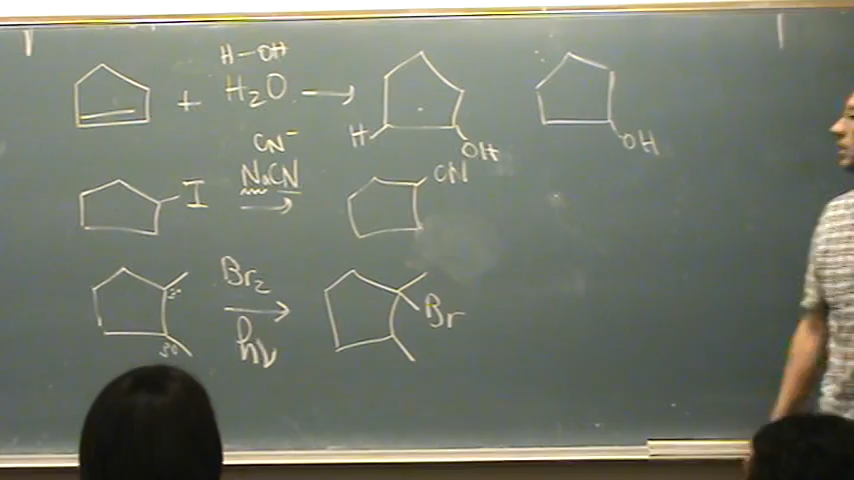 H-OH
+ H₂O → H OH OH
CN⁻
I NaCN → CN
3° 3° Br₂ → hν Br